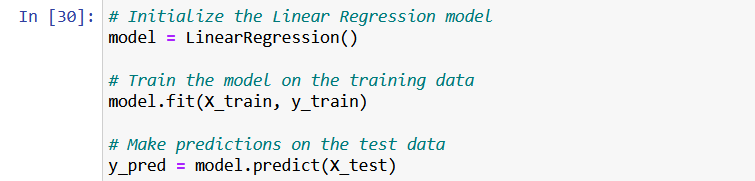 In [30]: # Initialize the Linear Regression model
model = LinearRegression()
# Train the model on the training data
model.fit(X_train, y_train)
# Make predictions on the test data
y_pred = model.predict(X_test)